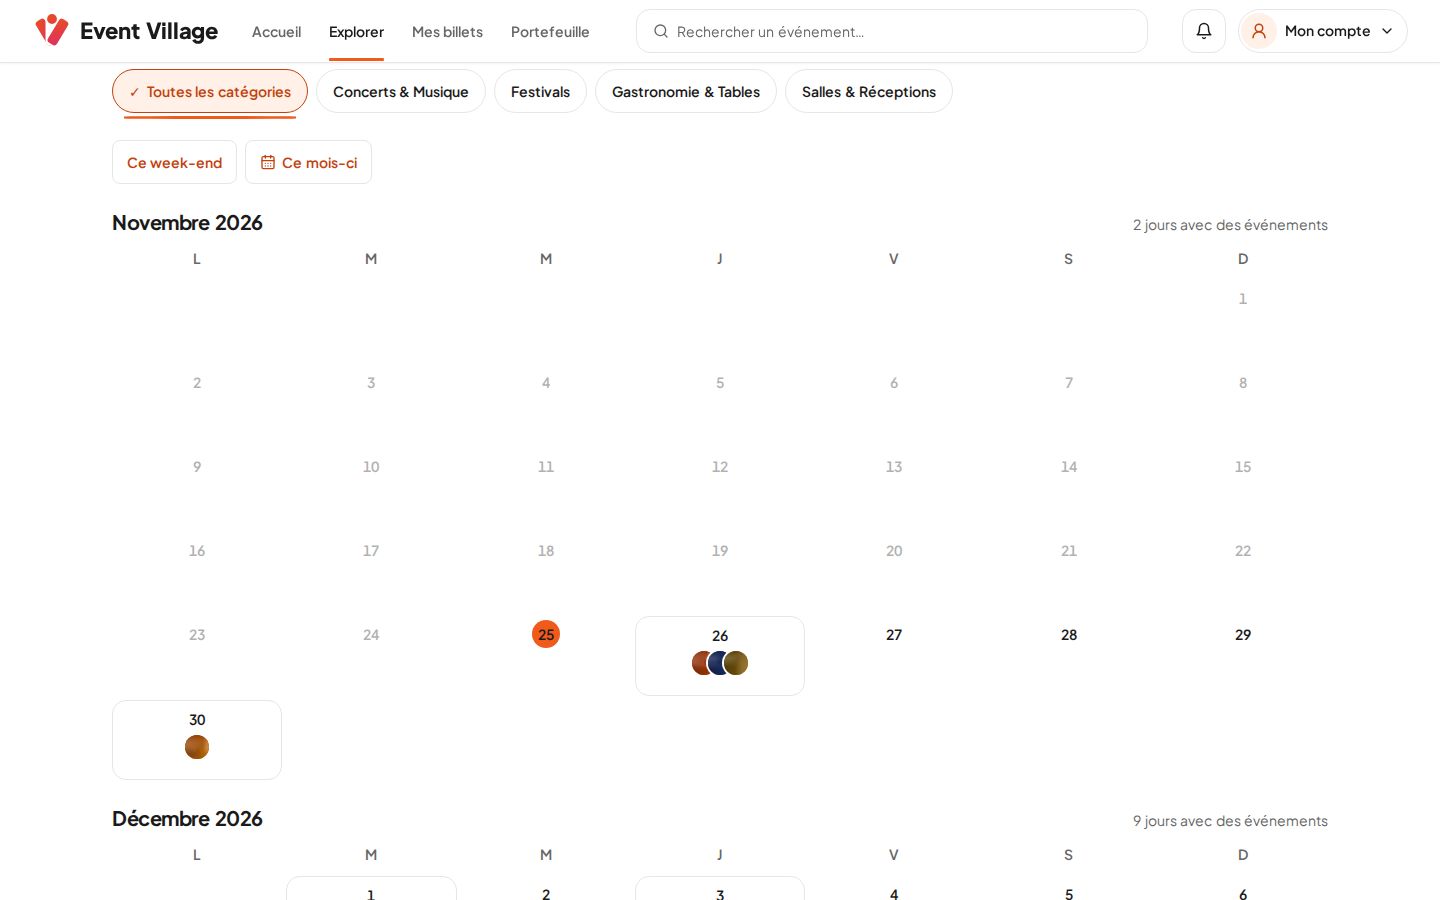 Event Village Accueil Explorer Mes billets Portefeuille Rechercher un événement... Mon compte
✓ Toutes les catégories Concerts & Musique Festivals Gastronomie & Tables Salles & Réceptions
Ce week-end Ce mois-ci
Novembre 2026 2 jours avec des événements
L M M J V S D
1
2 3 4 5 6 7 8
9 10 11 12 13 14 15
16 17 18 19 20 21 22
23 24 25 26 27 28 29
30
Décembre 2026 9 jours avec des événements
L M M J V S D
1 2 3 4 5 6